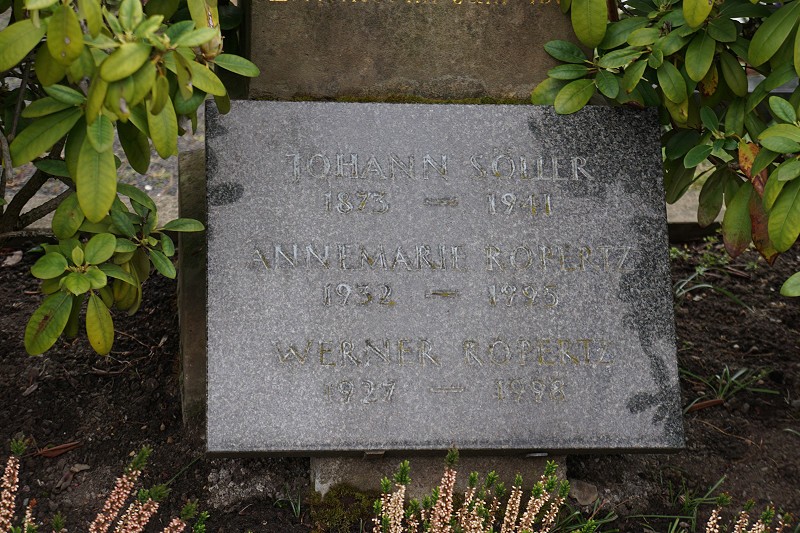 JOHANN SÖLLER
1873 — 1941
ANNEMARIE ROPERTZ
1932 — 1995
WERNER ROPERTZ
1927 — 1998